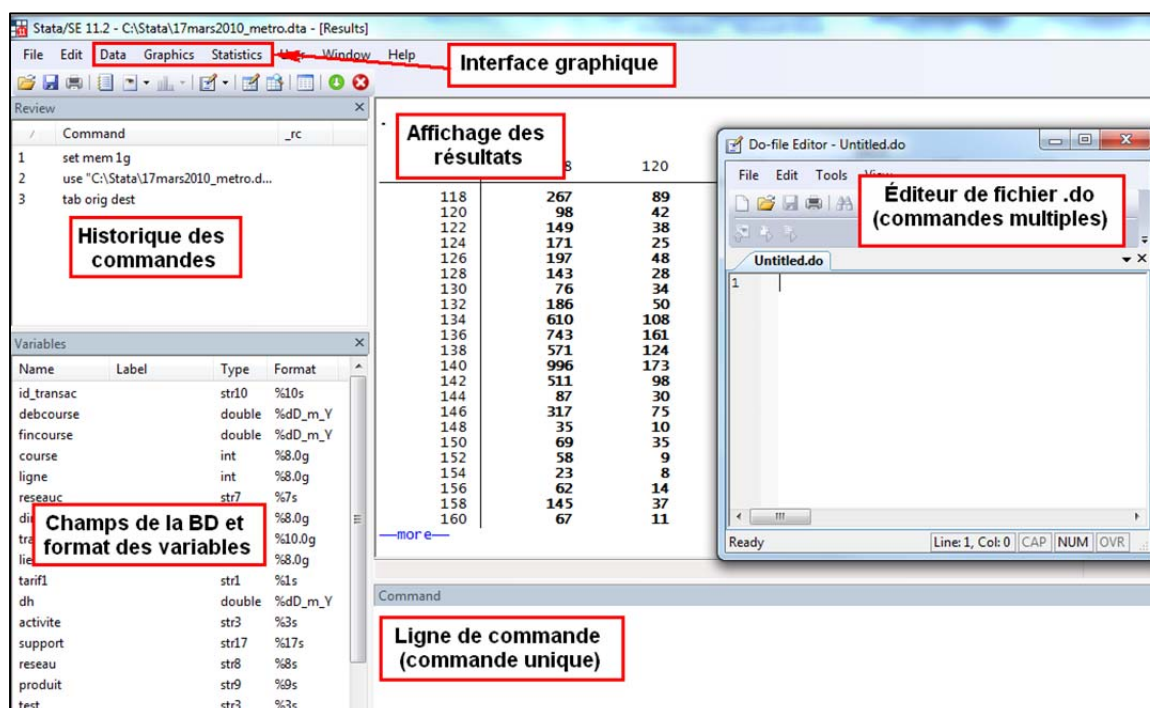 Stata/SE 11.2 - C:\Stata\17mars2010_metro.dta - [Results]
File Edit Data Graphics Statistics User Window Help
Interface graphique
Review
/ Command _rc
1 set mem 1g
2 use "C:\Stata\17mars2010_metro.d...
3 tab orig dest
Historique des
commandes
Variables
Name Label Type Format
id_transac str10 %10s
debcourse double %dD_m_Y
fincourse double %dD_m_Y
course int %8.0g
ligne int %8.0g
reseauc str7 %7s
%8.0g
%10.0g
%8.0g
Champs de la BD et
format des variables
tarif1 str1 %1s
dh double %dD_m_Y
activite str3 %3s
support str17 %17s
reseau str8 %8s
produit str9 %9s
test str3 %3s
Affichage des
résultats
8 120
118 267 89
120 98 42
122 149 38
124 171 25
126 197 48
128 143 28
130 76 34
132 186 50
134 610 108
136 743 161
138 571 124
140 996 173
142 511 98
144 87 30
146 317 75
148 35 10
150 69 35
152 58 9
154 23 8
156 62 14
158 145 37
160 67 11
—more—
Command
Ligne de commande
(commande unique)
Do-file Editor - Untitled.do
File Edit Tools View
Éditeur de fichier .do
(commandes multiples)
Untitled.do
1
Ready Line: 1, Col: 0 CAP NUM OVR